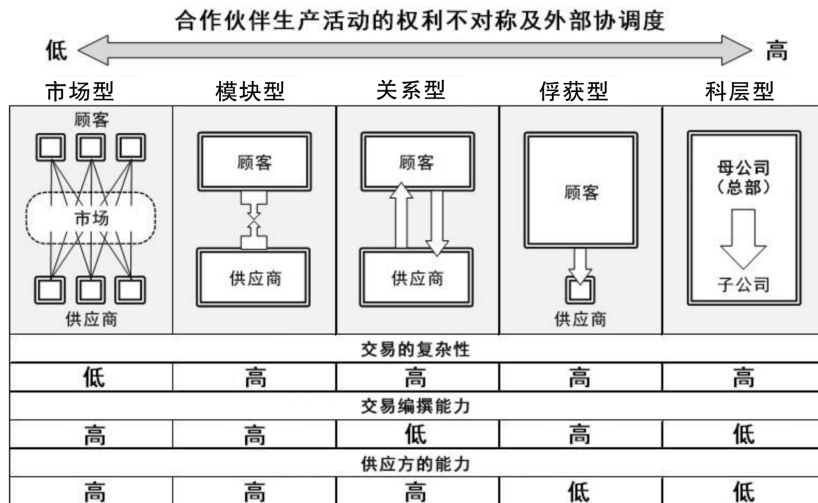 合作伙伴生产活动的权利不对称及外部协调度
低 高
市场型 模块型 关系型 俘获型 科层型
顾客
市场
供应商
顾客
供应商
顾客
供应商
顾客
供应商
母公司
（总部）
子公司
交易的复杂性
低 高 高 高 高
交易编撰能力
高 高 低 高 低
供应方的能力
高 高 高 低 低